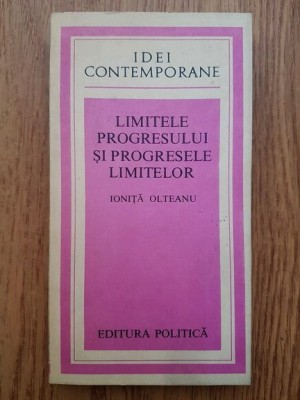 IDEI
CONTEMPORANE
LIMITELE
PROGRESULUI
ȘI PROGRESELE
LIMITELOR
IONIȚĂ OLTEANU
EDITURA POLITICĂ